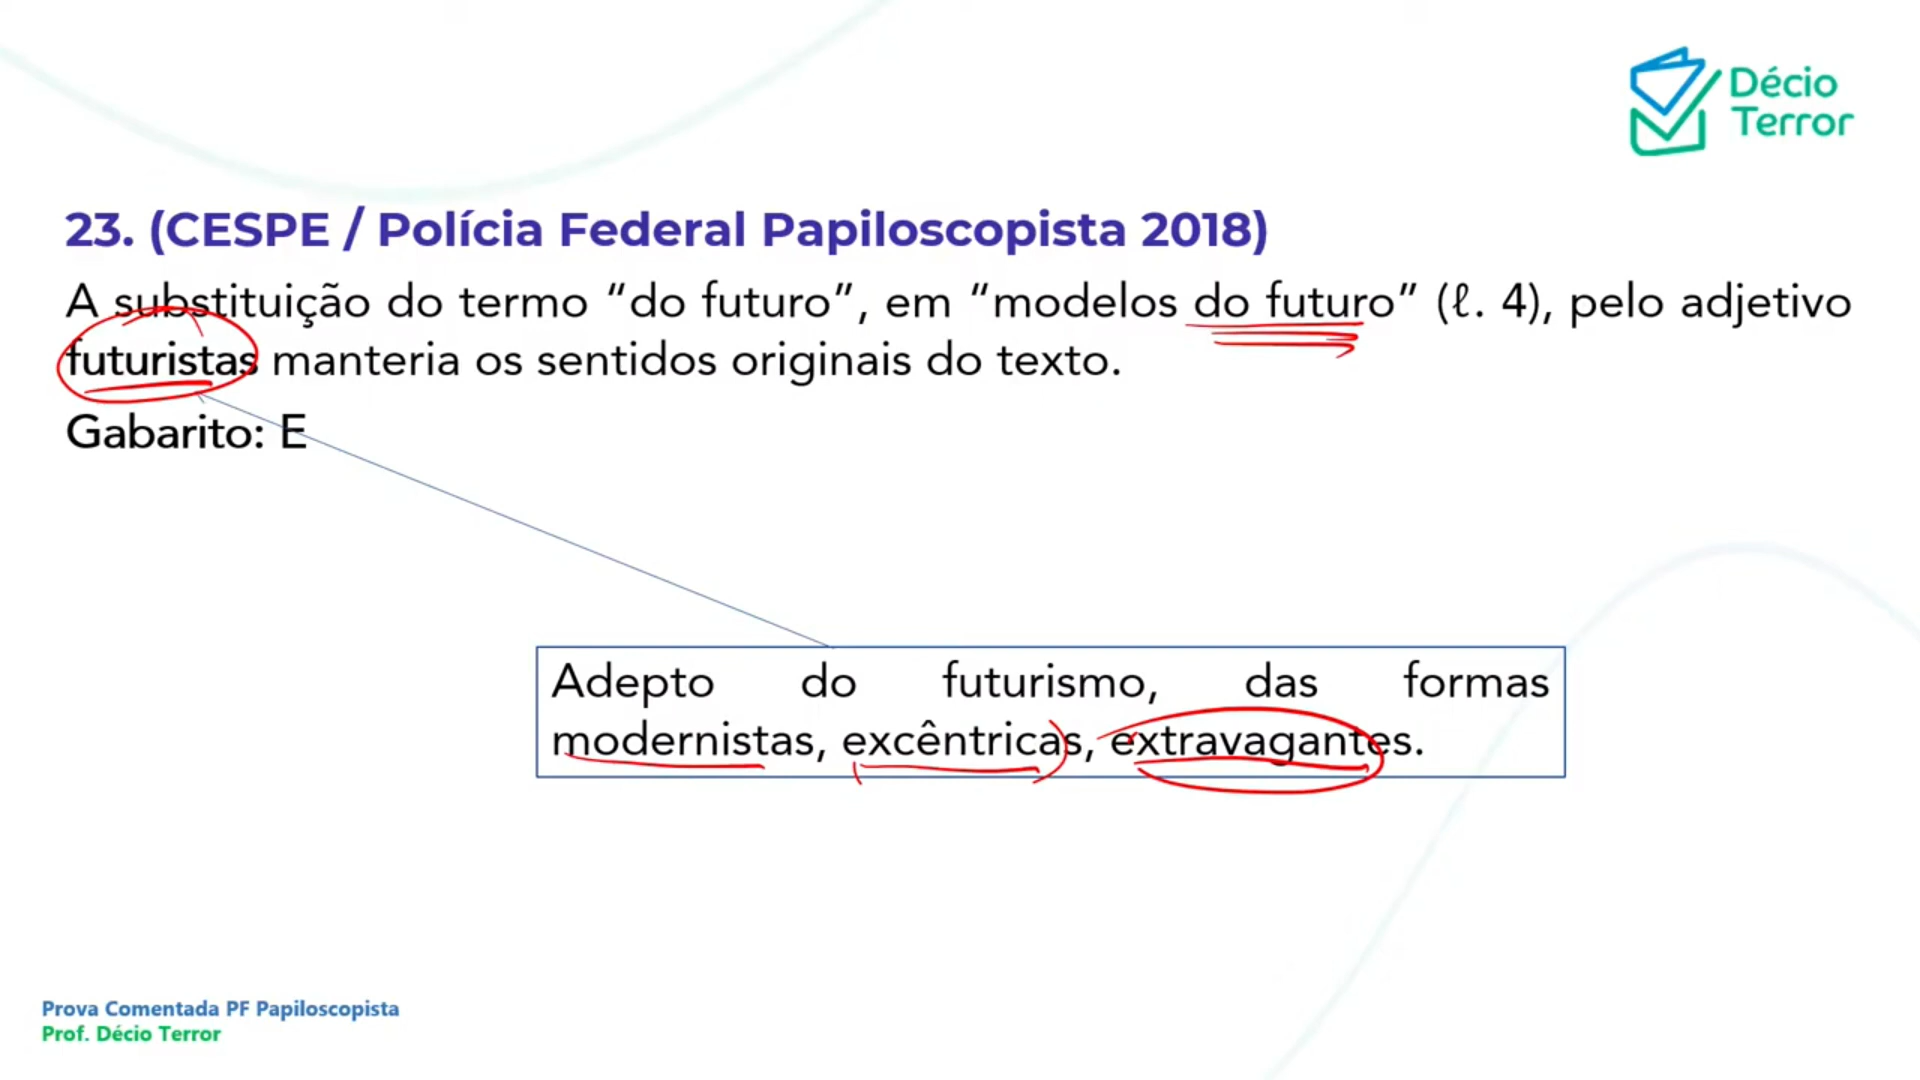 Décio
Terror
23. (CESPE / Polícia Federal Papiloscopista 2018)
A substituição do termo “do futuro”, em “modelos do futuro” (ℓ. 4), pelo adjetivo
futuristas manteria os sentidos originais do texto.
Gabarito: E
Adepto do futurismo, das formas
modernistas, excêntricas, extravagantes.
Prova Comentada PF Papiloscopista
Prof. Décio Terror